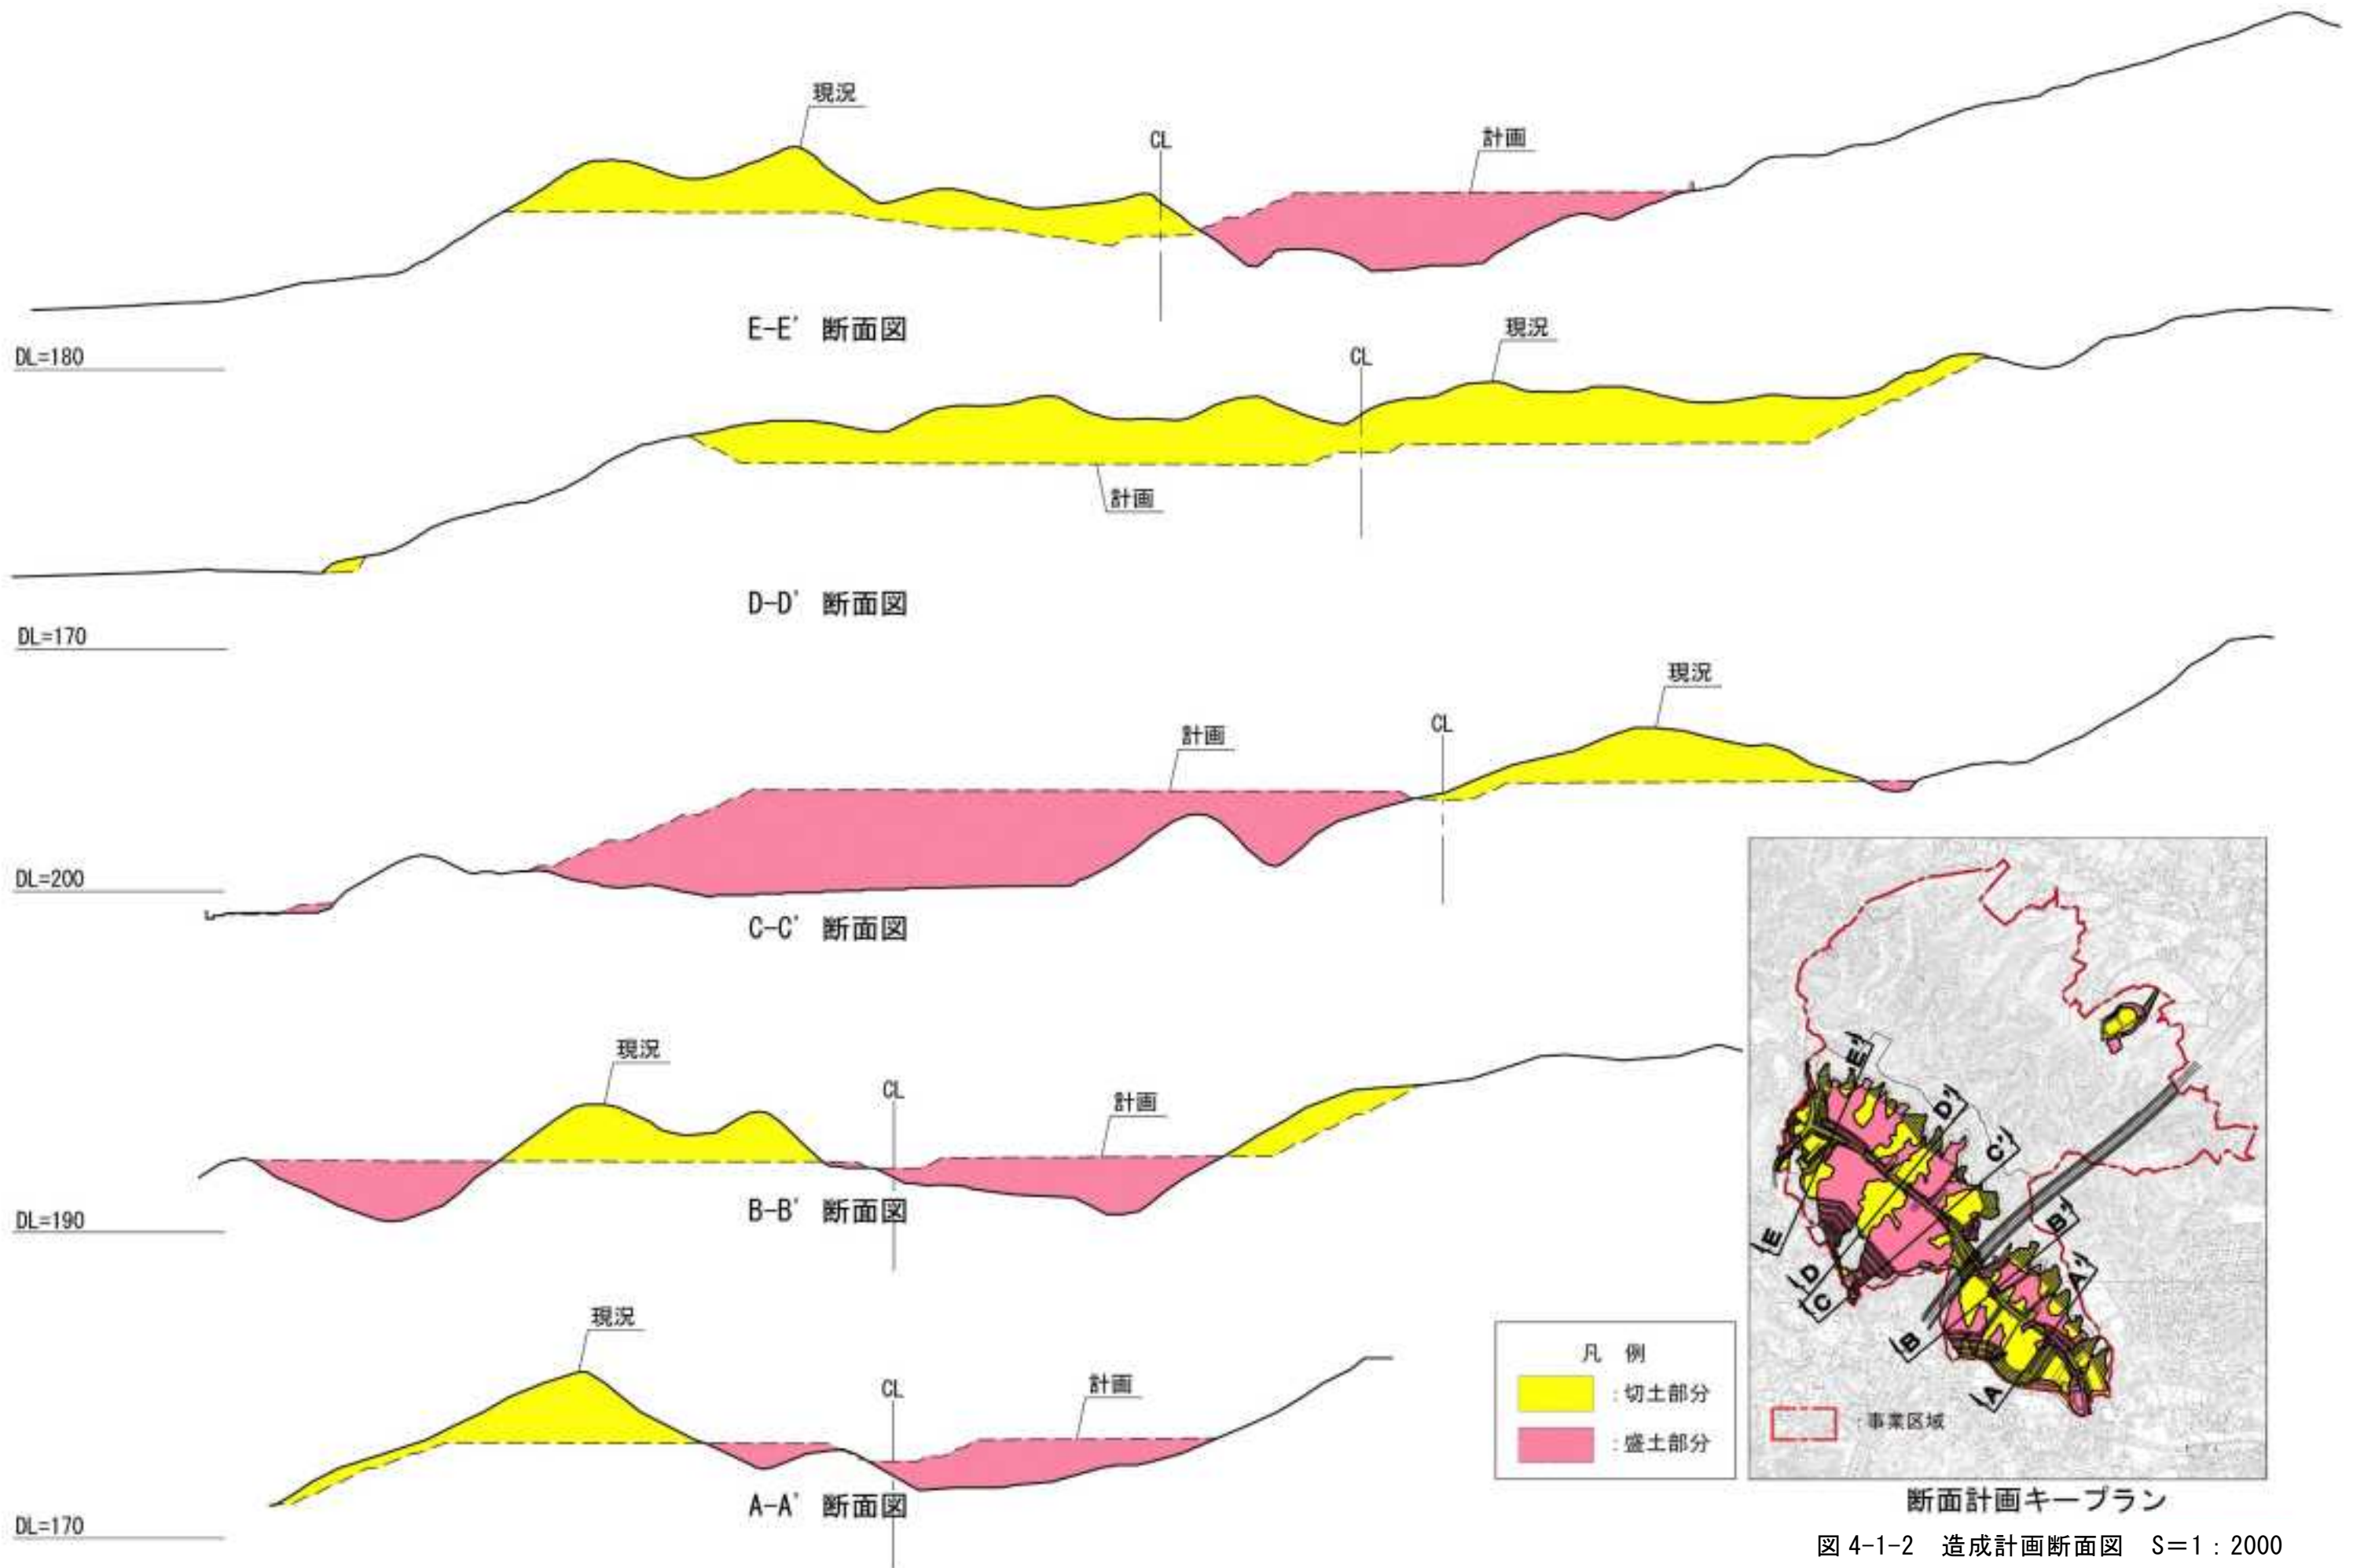 現況
CL
計画
E-E' 断面図
DL=180
現況
CL
計画
D-D' 断面図
DL=170
現況
計画
CL
DL=200
C-C' 断面図
現況
CL
計画
B-B' 断面図
DL=190
現況
CL
計画
A-A' 断面図
DL=170
凡 例
:切土部分
:盛土部分
E'
D'
C'
B'
A'
E
D
C
B
A
:事業区域
断面計画キープラン
図 4-1-2 造成計画断面図 S=1:2000